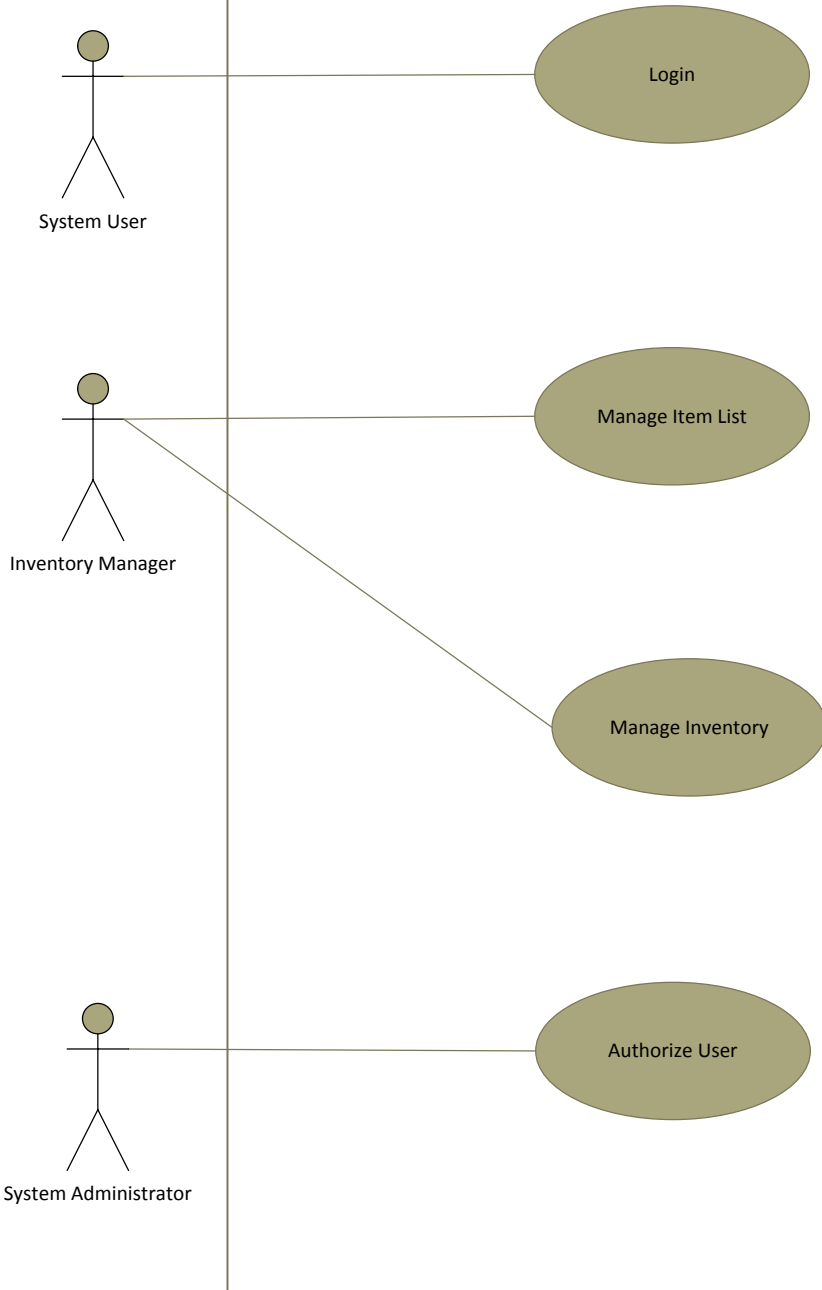 Login
System User
Manage Item List
Inventory Manager
Manage Inventory
Authorize User
System Administrator